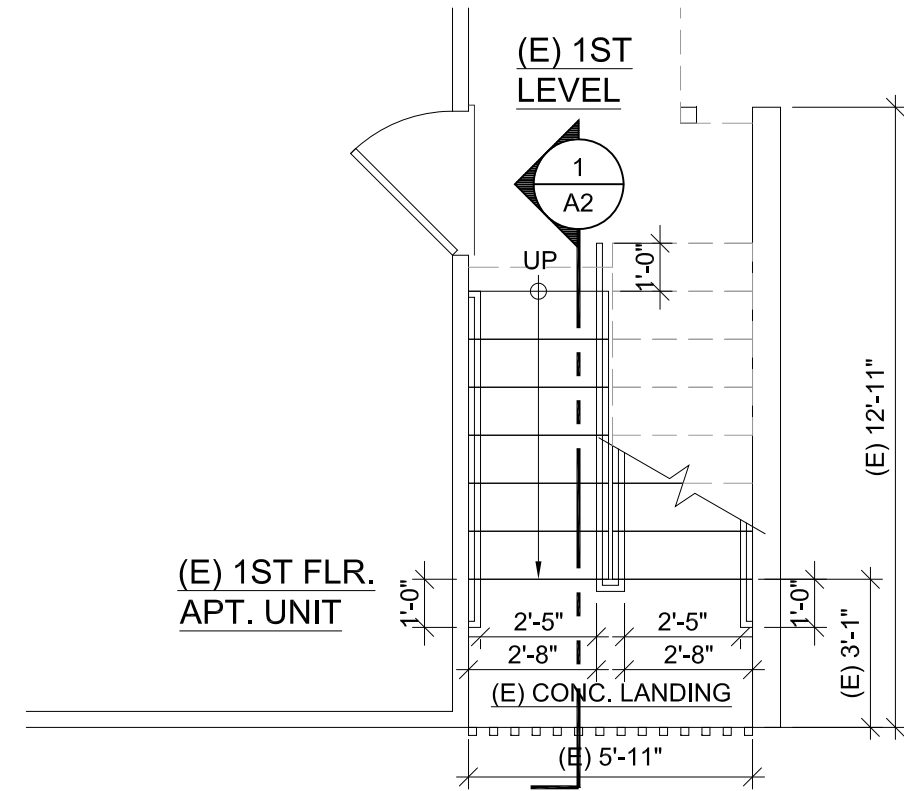 (E) 1ST
LEVEL
1
A2
UP
1'-0"
(E) 12'-11"
(E) 1ST FLR.
APT. UNIT
1'-0"
2'-5"
2'-5"
1'-0"
2'-8"
2'-8"
(E) 3'-1"
(E) CONC. LANDING
(E) 5'-11"